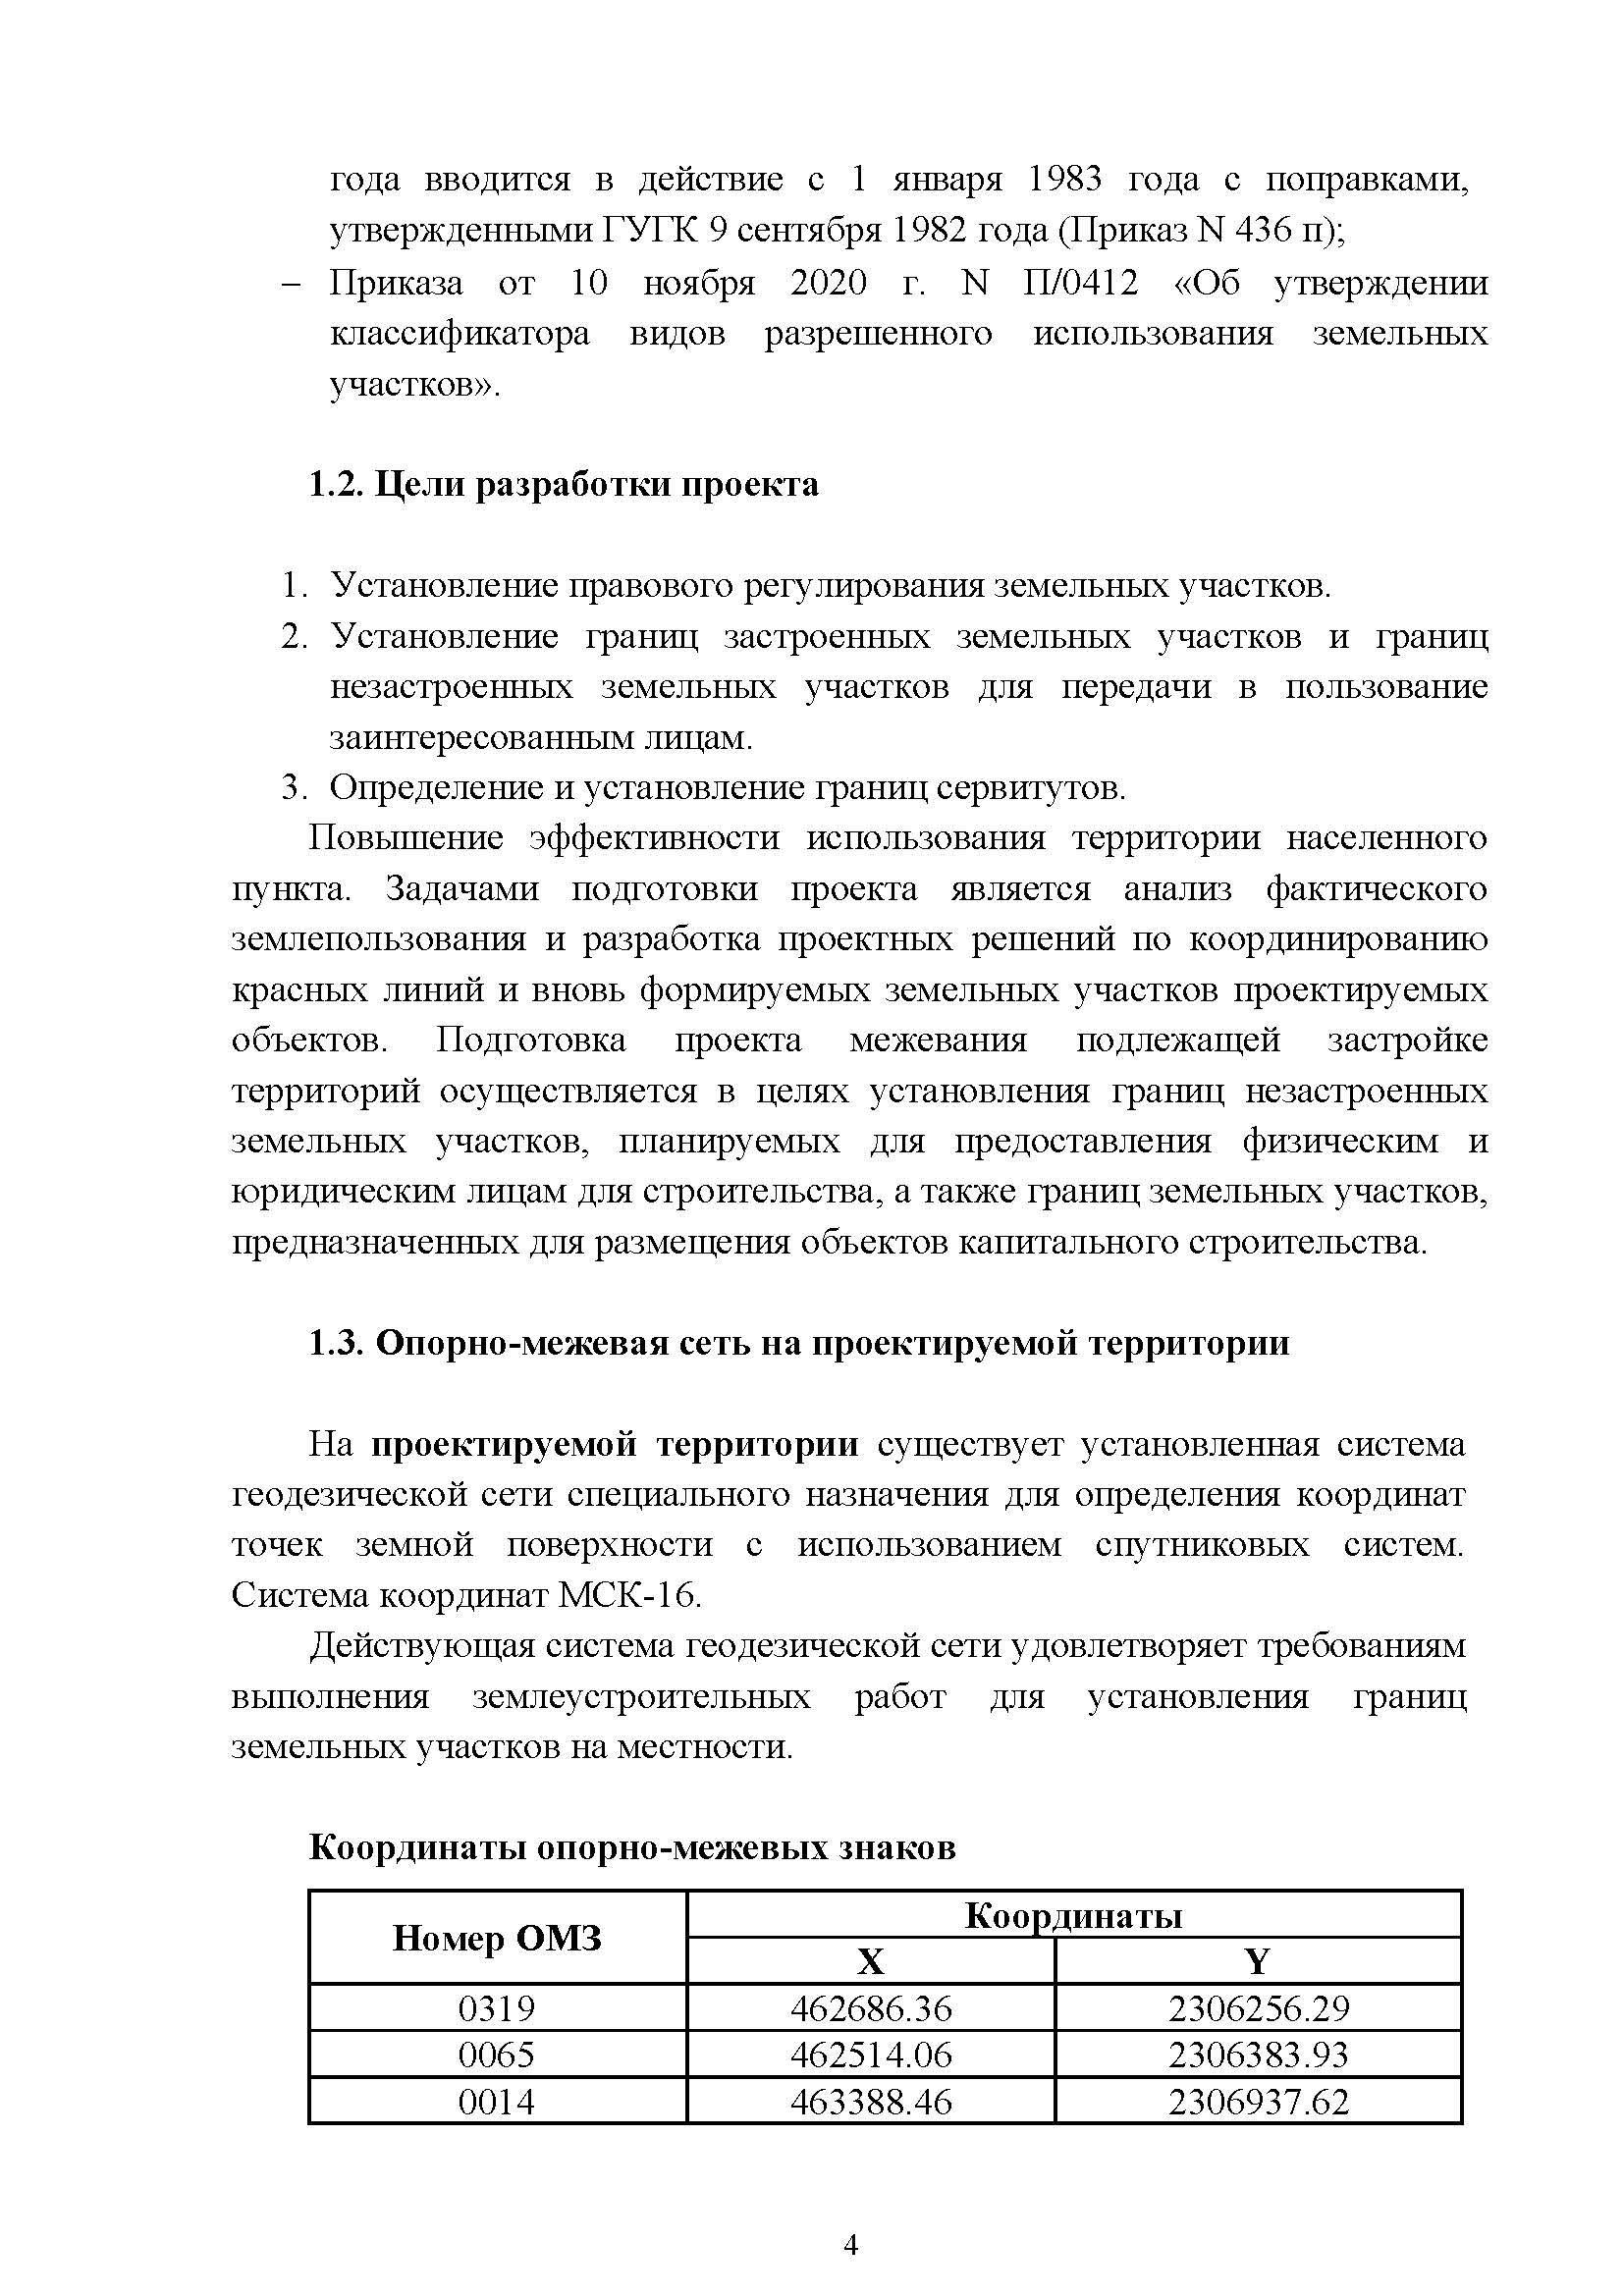 года вводится в действие с 1 января 1983 года с поправками,
утвержденными ГУГК 9 сентября 1982 года (Приказ N 436 п);
– Приказа от 10 ноября 2020 г. N П/0412 «Об утверждении
классификатора видов разрешенного использования земельных
участков».
1.2. Цели разработки проекта
1. Установление правового регулирования земельных участков.
2. Установление границ застроенных земельных участков и границ
незастроенных земельных участков для передачи в пользование
заинтересованным лицам.
3. Определение и установление границ сервитутов.
Повышение эффективности использования территории населенного
пункта. Задачами подготовки проекта является анализ фактического
землепользования и разработка проектных решений по координированию
красных линий и вновь формируемых земельных участков проектируемых
объектов. Подготовка проекта межевания подлежащей застройке
территорий осуществляется в целях установления границ незастроенных
земельных участков, планируемых для предоставления физическим и
юридическим лицам для строительства, а также границ земельных участков,
предназначенных для размещения объектов капитального строительства.
1.3. Опорно-межевая сеть на проектируемой территории
На проектируемой территории существует установленная система
геодезической сети специального назначения для определения координат
точек земной поверхности с использованием спутниковых систем.
Система координат МСК-16.
Действующая система геодезической сети удовлетворяет требованиям
выполнения землеустроительных работ для установления границ
земельных участков на местности.
Координаты опорно-межевых знаков
Номер ОМЗ Координаты
X Y
0319 462686.36 2306256.29
0065 462514.06 2306383.93
0014 463388.46 2306937.62
4